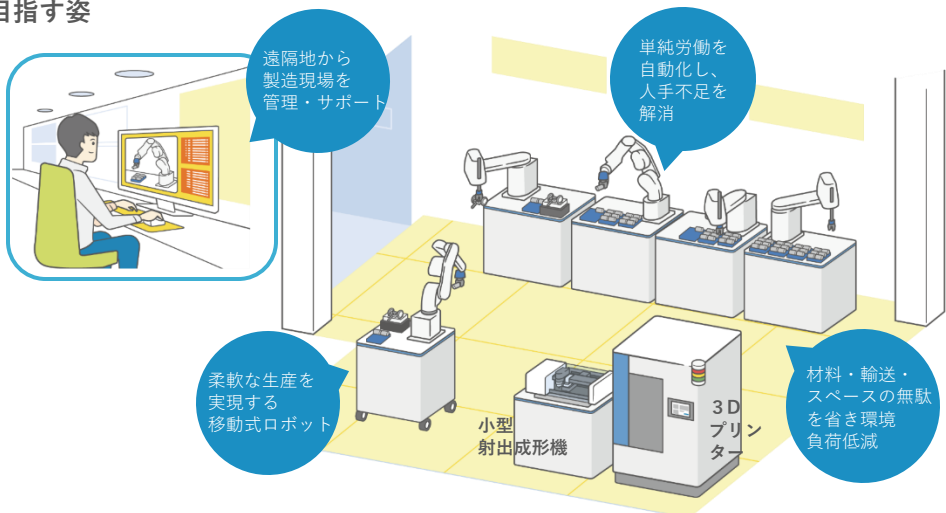 目指す姿
遠隔地から
製造現場を
管理・サポート
単純労働を
自動化し、
人手不足を
解消
柔軟な生産を
実現する
移動式ロボット
小型
射出成形機
３D
プリン
ター
材料・輸送・
スペースの無駄
を省き環境
負荷低減